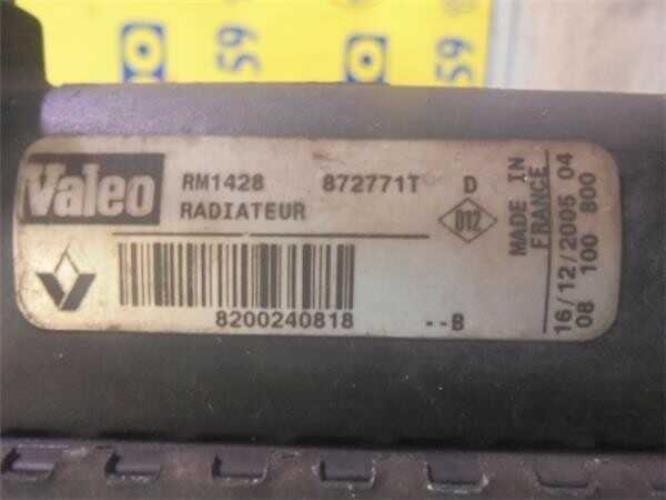 59
59
Valeo
RM1428 872771T D
RADIATEUR
D12
8200240818 --B
MADE IN
FRANCE
16/12/2005 04
08 100 800